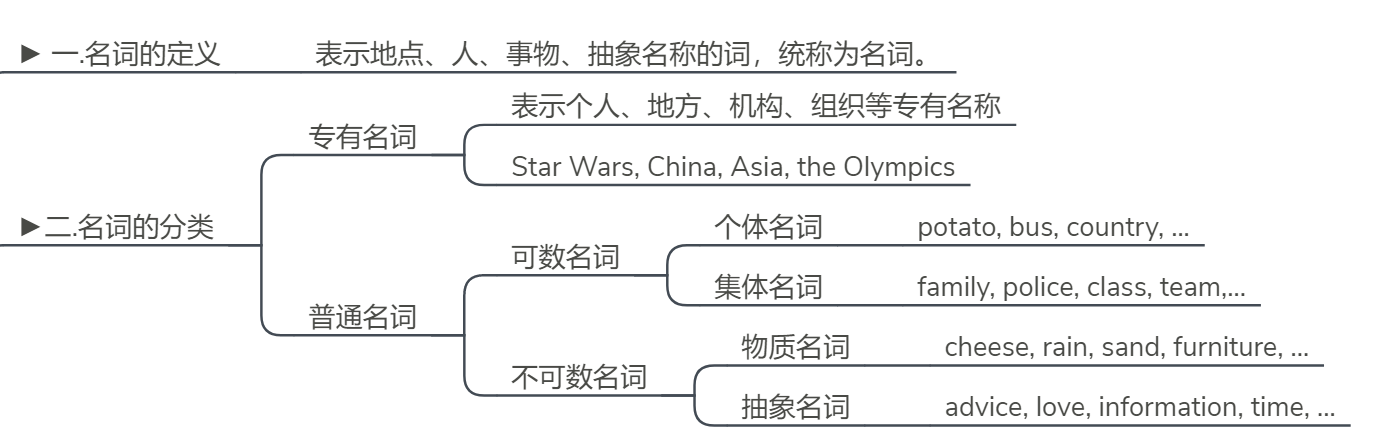 ▶ 一.名词的定义 表示地点、人、事物、抽象名称的词，统称为名词。
表示个人、地方、机构、组织等专有名称
专有名词
Star Wars, China, Asia, the Olympics
▶二.名词的分类
个体名词 potato, bus, country, ...
可数名词
集体名词 family, police, class, team,...
普通名词
物质名词 cheese, rain, sand, furniture, ...
不可数名词
抽象名词 advice, love, information, time, ...